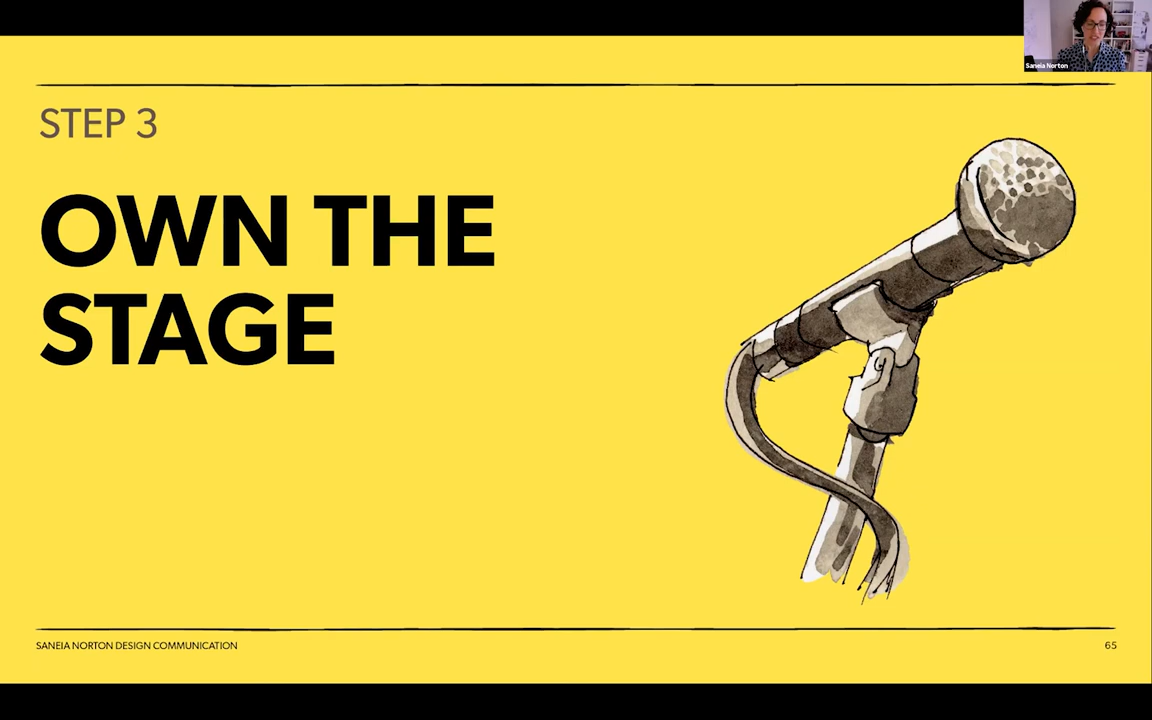 Saneia Norton
STEP 3
OWN THE
STAGE
SANEIA NORTON DESIGN COMMUNICATION
65